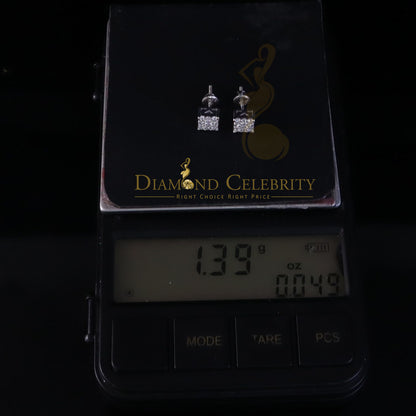 DIAMOND CELEBRITY
RIGHT CHOICE RIGHT PRICE
1.39 g
oz
0.049
MODE TARE PCS